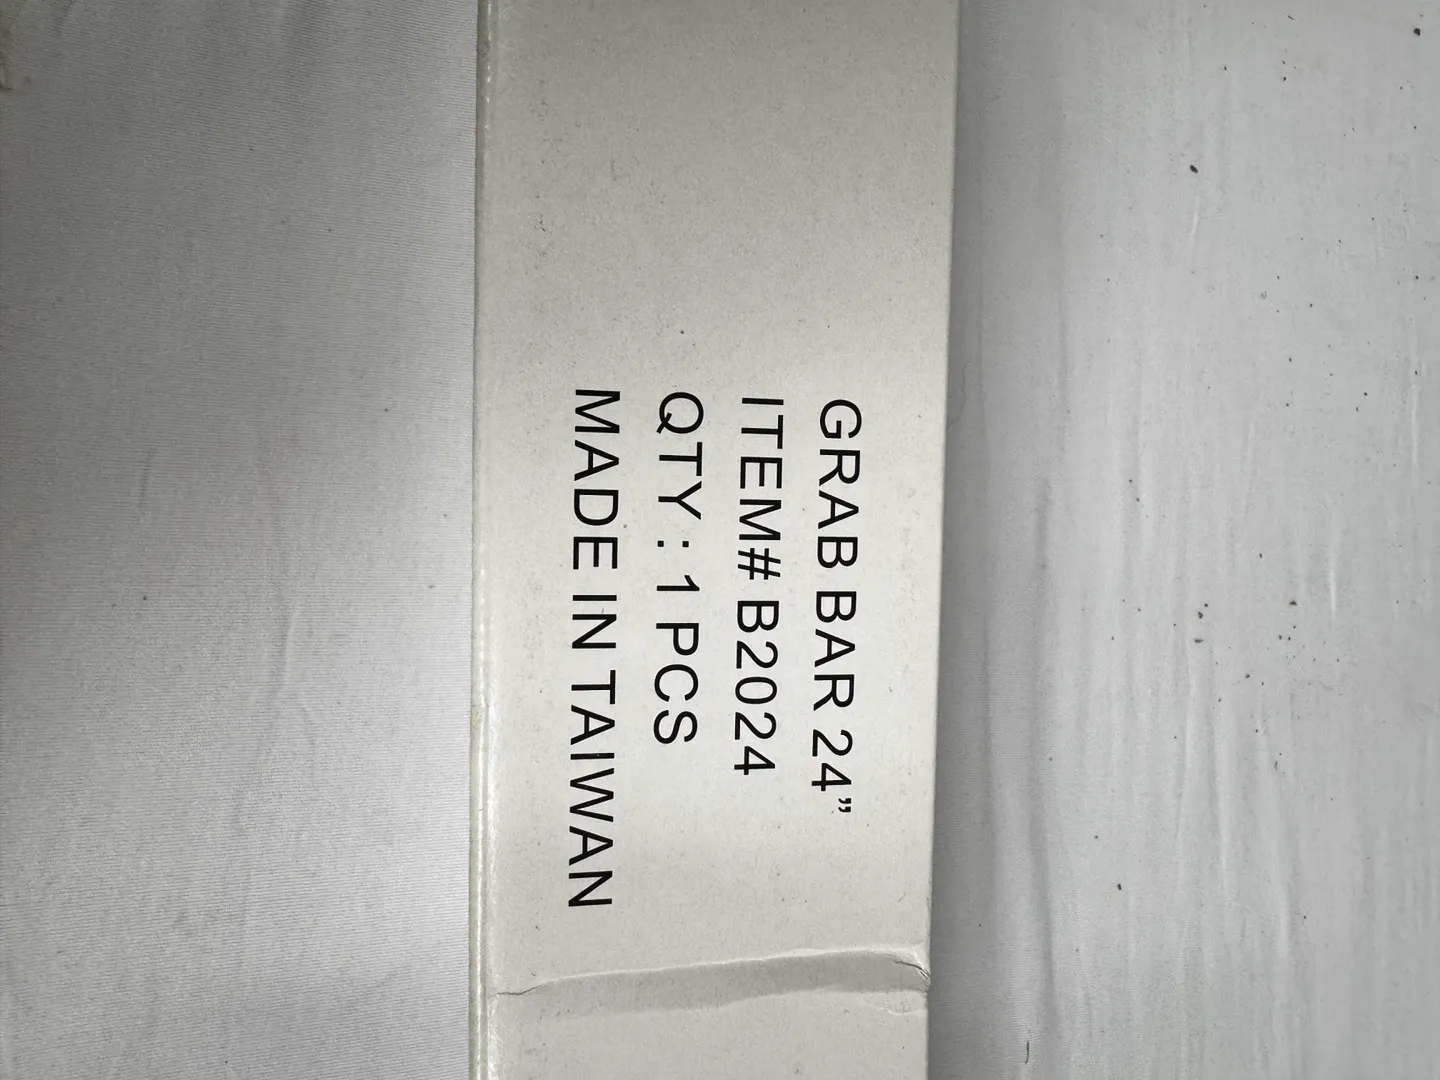 GRAB BAR 24”
ITEM# B2024
QTY : 1 PCS
MADE IN TAIWAN